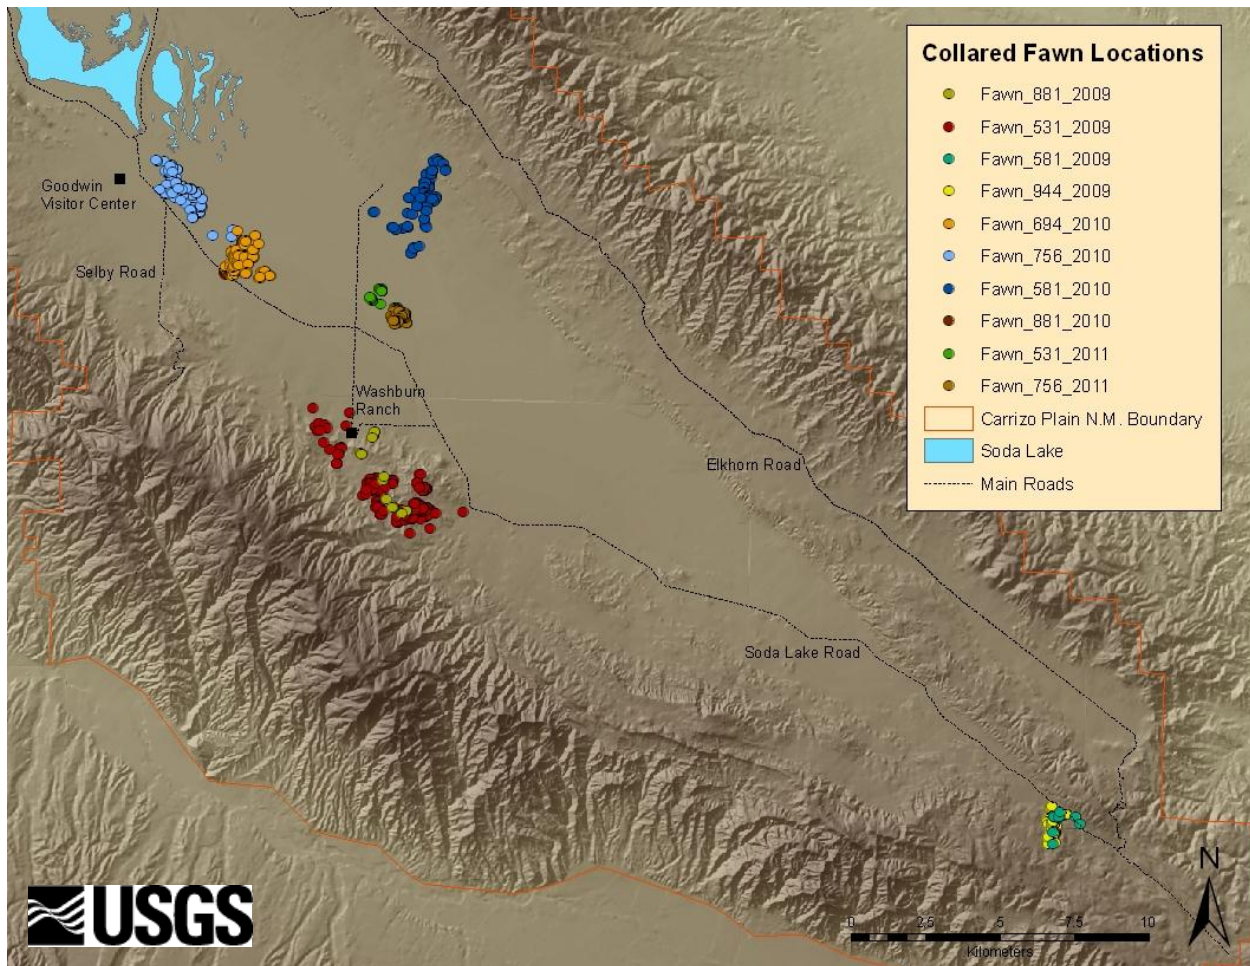 Collared Fawn Locations
Fawn_881_2009
Fawn_531_2009
Fawn_581_2009
Fawn_944_2009
Fawn_694_2010
Fawn_756_2010
Fawn_581_2010
Fawn_881_2010
Fawn_531_2011
Fawn_756_2011
Carrizo Plain N.M. Boundary
Soda Lake
Main Roads
Goodwin
Visitor Center
Selby Road
Washburn
Ranch
Elkhorn Road
Soda Lake Road
N
USGS
0 2.5 5 7.5 10
Kilometers